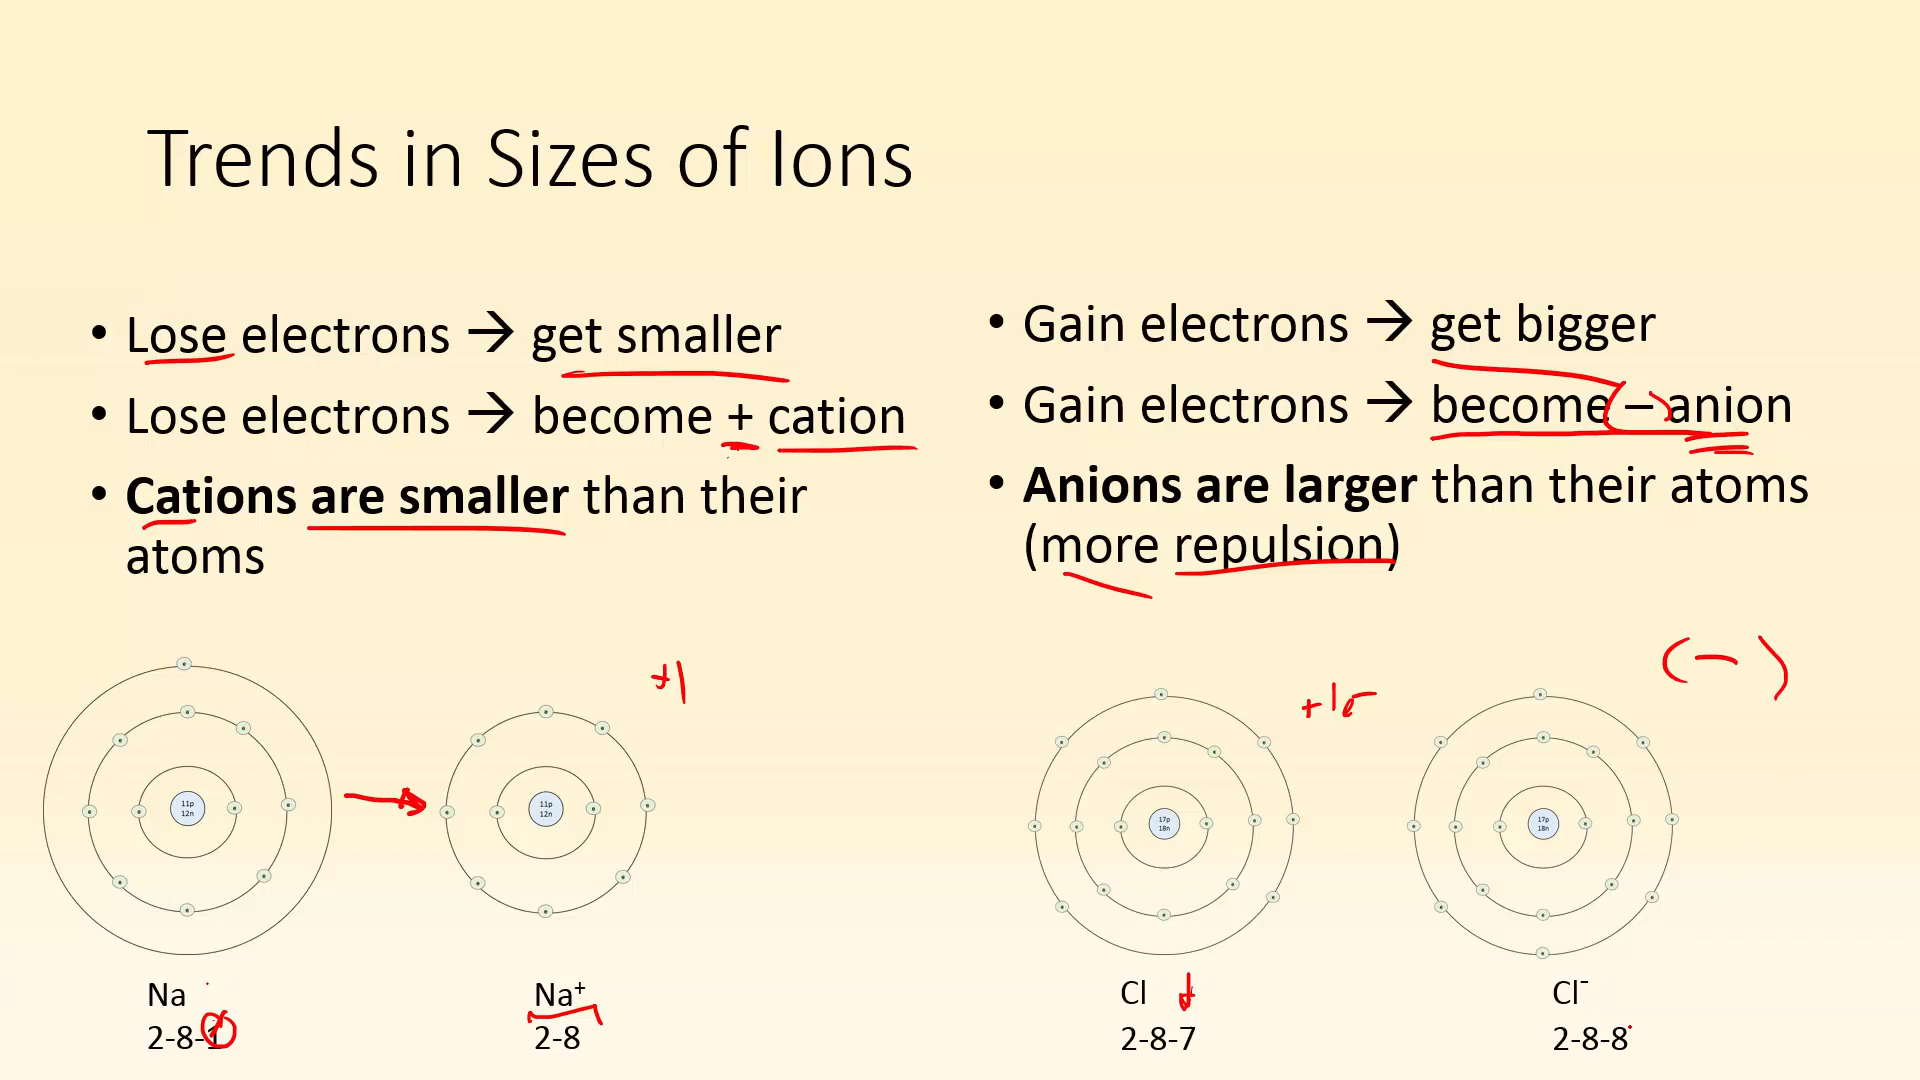 Trends in Sizes of Ions
• Lose electrons → get smaller
• Lose electrons → become + cation
• Cations are smaller than their
atoms
• Gain electrons → get bigger
• Gain electrons → become – anion
• Anions are larger than their atoms
(more repulsion)
+1
+1e-
(-)
11p
12n
11p
12n
17p
18n
17p
18n
Na
2-8-1
Na⁺
2-8
Cl
2-8-7
Cl⁻
2-8-8